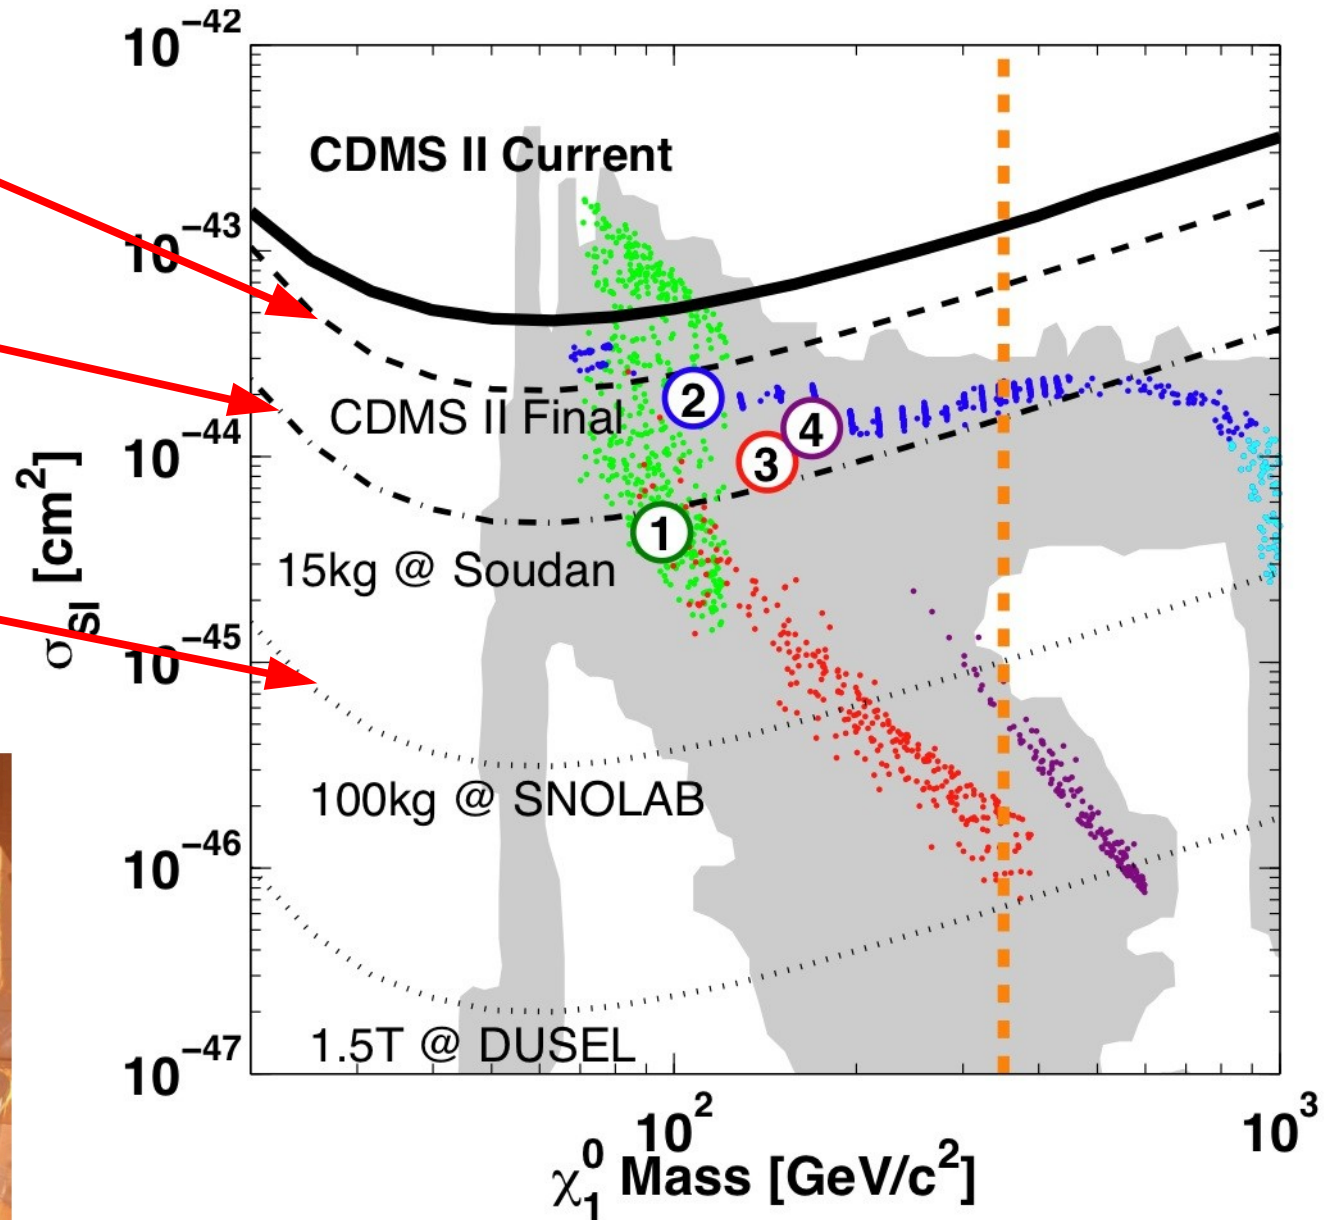 10⁻⁴²
CDMS II Current
10⁻⁴³
2
CDMS II Final
4
10⁻⁴⁴
3
1
15kg @ Soudan
σSI [cm²]
10⁻⁴⁵
100kg @ SNOLAB
10⁻⁴⁶
1.5T @ DUSEL
10⁻⁴⁷
10² 10³
χ₁⁰ Mass [GeV/c²]